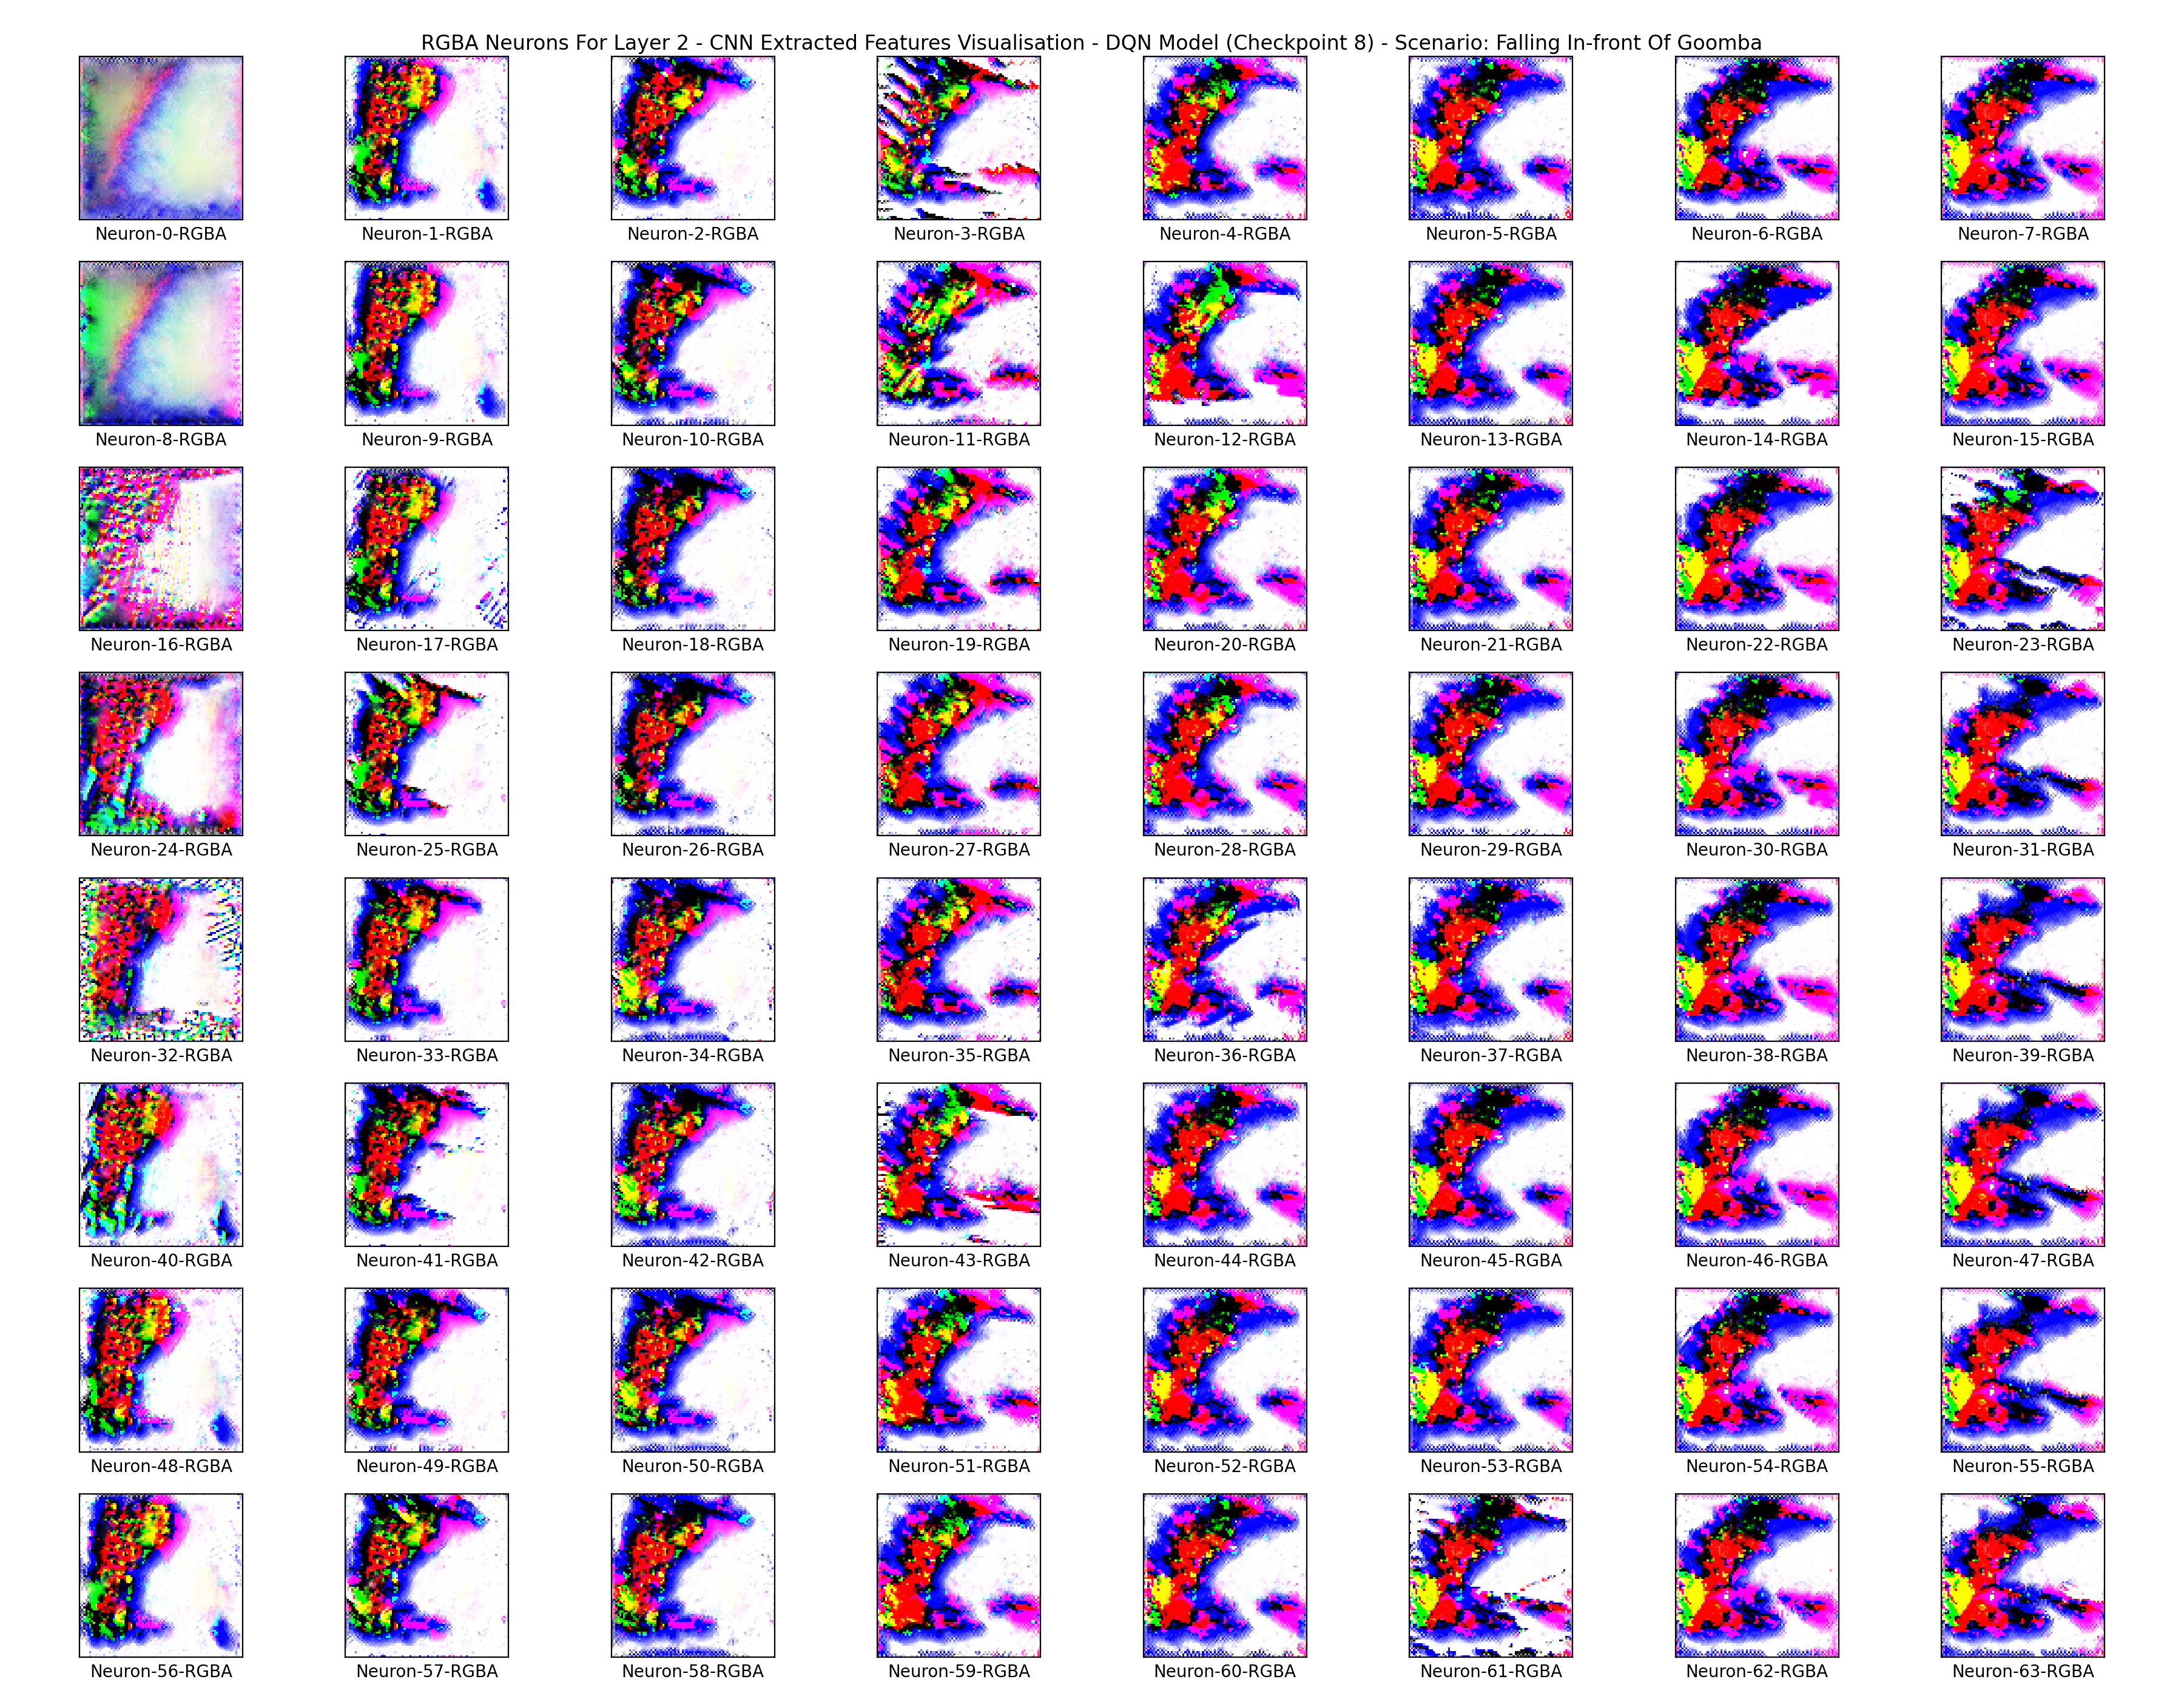 RGBA Neurons For Layer 2 - CNN Extracted Features Visualisation - DQN Model (Checkpoint 8) - Scenario: Falling In-front Of Goomba
Neuron-0-RGBA Neuron-1-RGBA Neuron-2-RGBA Neuron-3-RGBA Neuron-4-RGBA Neuron-5-RGBA Neuron-6-RGBA Neuron-7-RGBA
Neuron-8-RGBA Neuron-9-RGBA Neuron-10-RGBA Neuron-11-RGBA Neuron-12-RGBA Neuron-13-RGBA Neuron-14-RGBA Neuron-15-RGBA
Neuron-16-RGBA Neuron-17-RGBA Neuron-18-RGBA Neuron-19-RGBA Neuron-20-RGBA Neuron-21-RGBA Neuron-22-RGBA Neuron-23-RGBA
Neuron-24-RGBA Neuron-25-RGBA Neuron-26-RGBA Neuron-27-RGBA Neuron-28-RGBA Neuron-29-RGBA Neuron-30-RGBA Neuron-31-RGBA
Neuron-32-RGBA Neuron-33-RGBA Neuron-34-RGBA Neuron-35-RGBA Neuron-36-RGBA Neuron-37-RGBA Neuron-38-RGBA Neuron-39-RGBA
Neuron-40-RGBA Neuron-41-RGBA Neuron-42-RGBA Neuron-43-RGBA Neuron-44-RGBA Neuron-45-RGBA Neuron-46-RGBA Neuron-47-RGBA
Neuron-48-RGBA Neuron-49-RGBA Neuron-50-RGBA Neuron-51-RGBA Neuron-52-RGBA Neuron-53-RGBA Neuron-54-RGBA Neuron-55-RGBA
Neuron-56-RGBA Neuron-57-RGBA Neuron-58-RGBA Neuron-59-RGBA Neuron-60-RGBA Neuron-61-RGBA Neuron-62-RGBA Neuron-63-RGBA